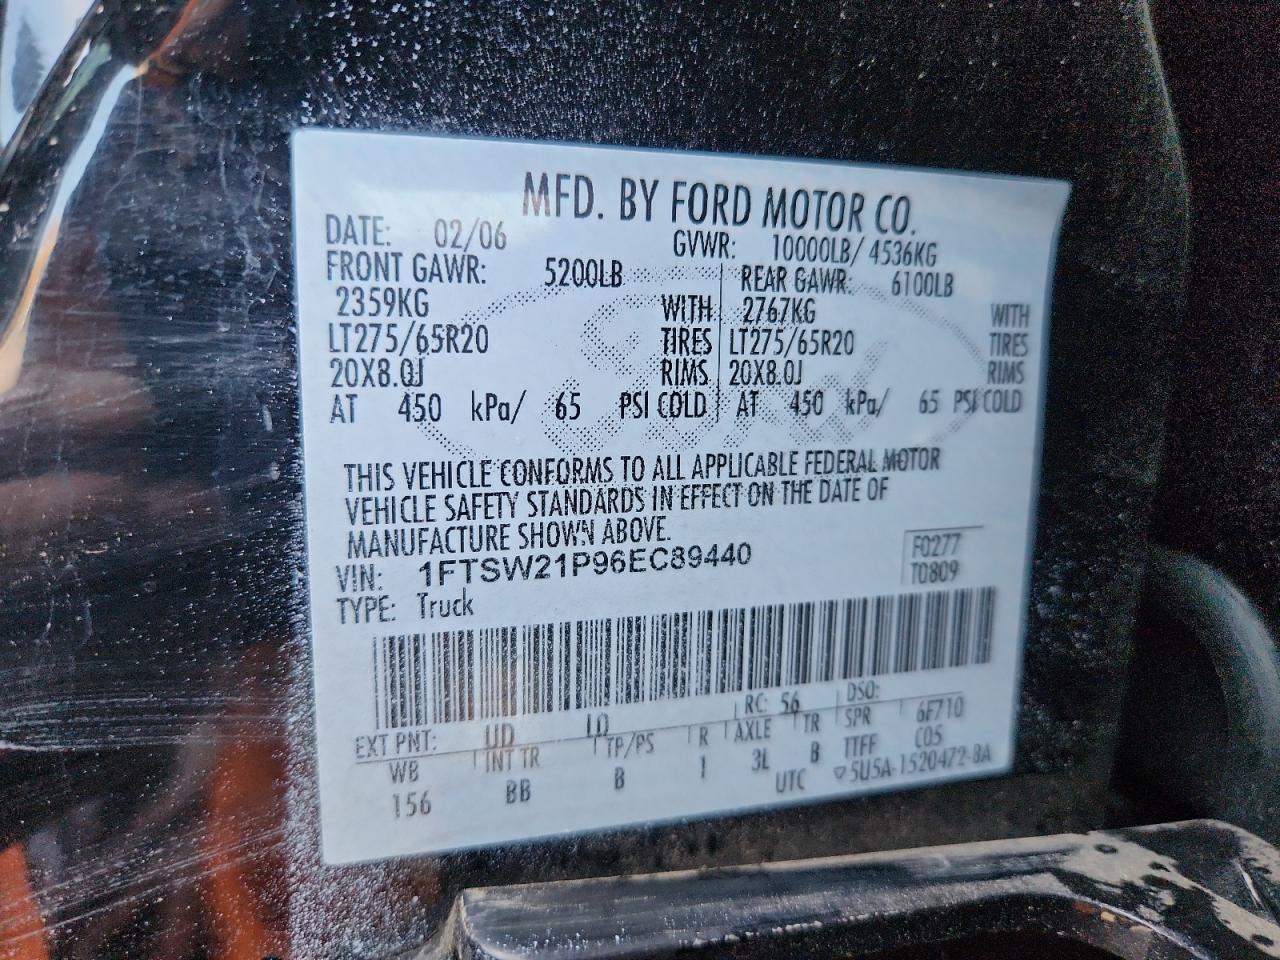 MFD. BY FORD MOTOR CO.
DATE: 02/06 GVWR: 10000LB/ 4536KG
FRONT GAWR: 5200LB REAR GAWR: 6100LB
2359KG WITH 2767KG WITH
LT275/65R20 TIRES LT275/65R20 TIRES
20X8.0J RIMS 20X8.0J RIMS
AT 450 kPa/ 65 PSI COLD AT 450 kPa/ 65 PSI COLD
THIS VEHICLE CONFORMS TO ALL APPLICABLE FEDERAL MOTOR
VEHICLE SAFETY STANDARDS IN EFFECT ON THE DATE OF
MANUFACTURE SHOWN ABOVE.
VIN: 1FTSW21P96EC89440 F0277
TYPE: Truck T0809
EXT PNT: UD RC: 56 DSO:
WB INT TR TP/PS R AXLE TR SPR 6F710
156 BB B 1 3L B TTFF C05
UTC ▽5U5A-1520472-BA